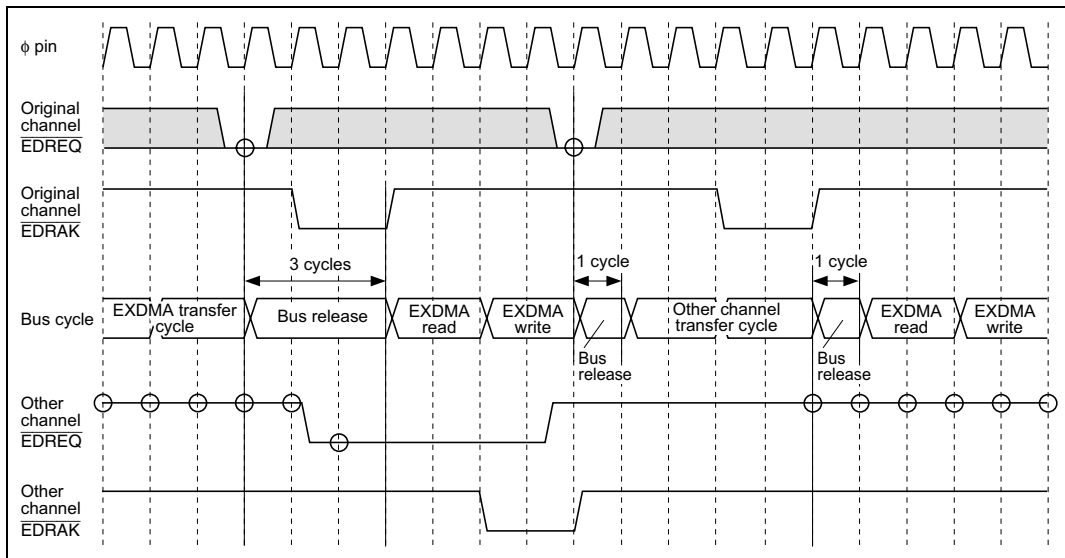 ϕ pin
Original
channel
EDREQ
Original
channel
EDRAK
3 cycles
1 cycle
1 cycle
Bus cycle
EXDMA transfer
cycle
Bus release
EXDMA
read
EXDMA
write
Bus
release
Other channel
transfer cycle
Bus
release
EXDMA
read
EXDMA
write
Other
channel
EDREQ
Other
channel
EDRAK